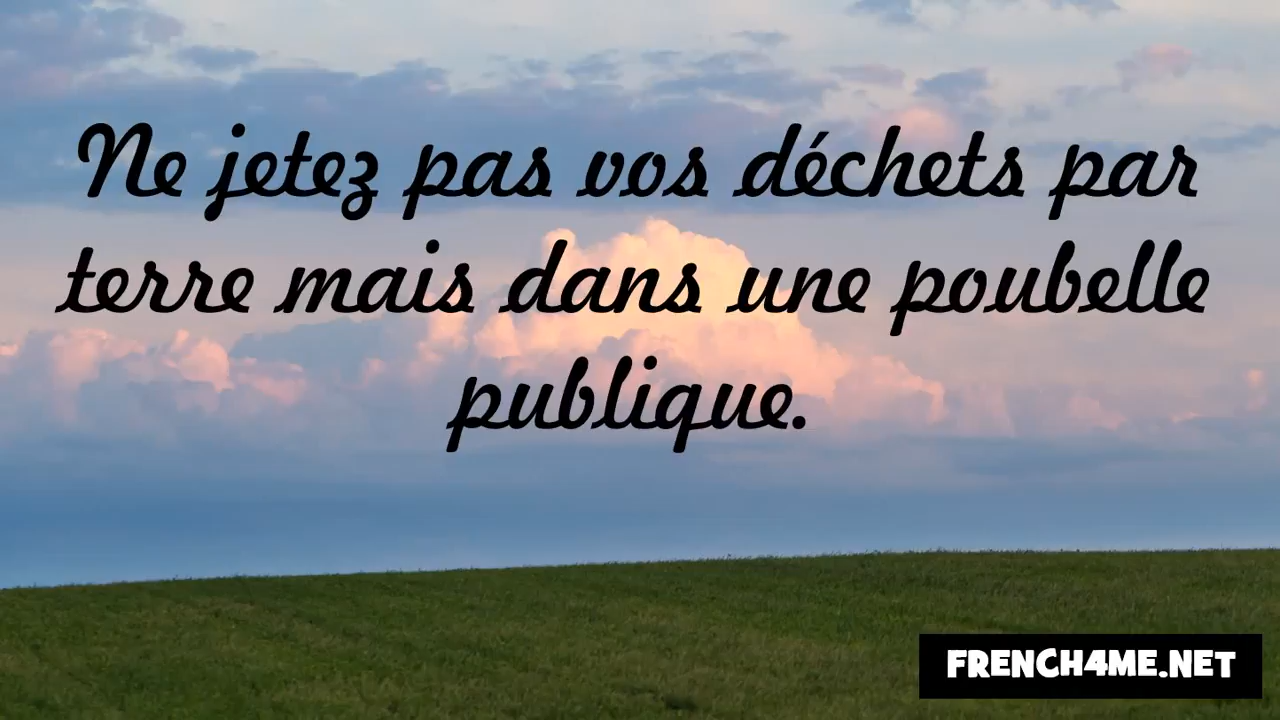 Ne jetez pas vos déchets par
terre mais dans une poubelle
publique.
FRENCH4ME.NET